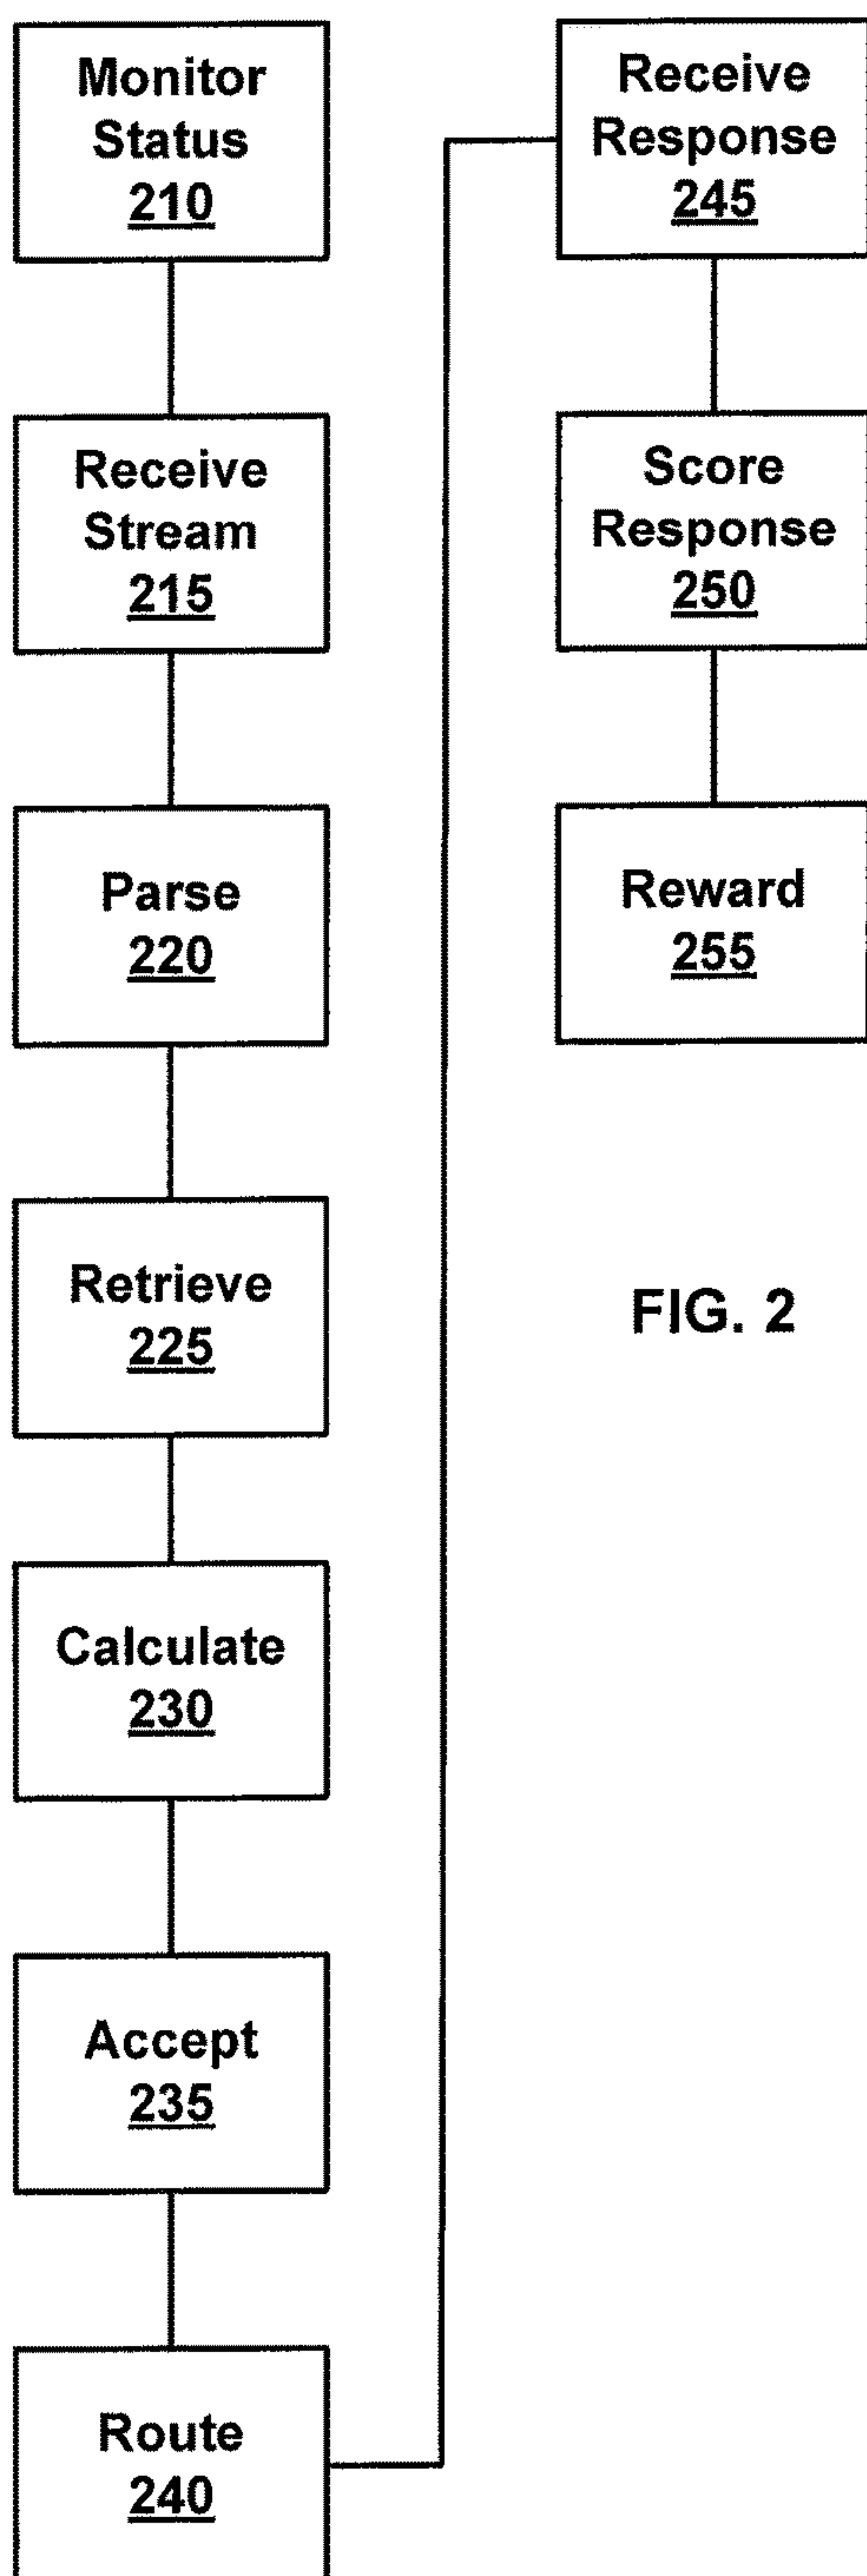 Monitor
Status
210
Receive
Stream
215
Parse
220
Retrieve
225
Calculate
230
Accept
235
Route
240
Receive
Response
245
Score
Response
250
Reward
255
FIG. 2